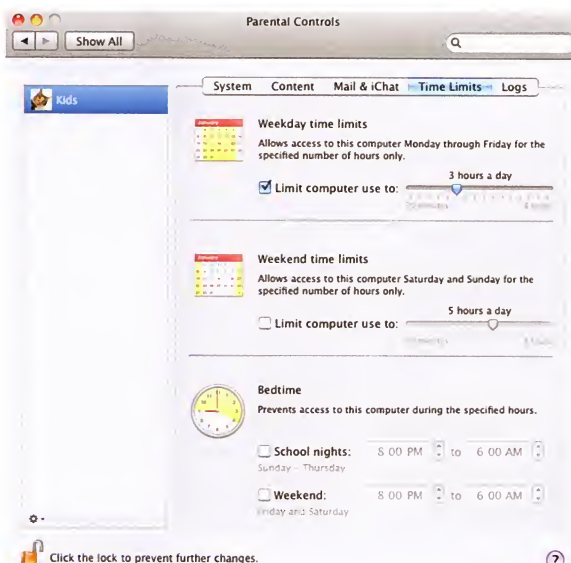 Parental Controls
Show All
Kids
System Content Mail & iChat Time Limits Logs
Weekday time limits
Allows access to this computer Monday through Friday for the
specified number of hours only.
3 hours a day
Limit computer use to:
30 minutes 8 hours
Weekend time limits
Allows access to this computer Saturday and Sunday for the
specified number of hours only.
5 hours a day
Limit computer use to:
Bedtime
Prevents access to this computer during the specified hours.
School nights: 8:00 PM to 6:00 AM
Sunday – Thursday
Weekend: 8:00 PM to 6:00 AM
Friday and Saturday
Click the lock to prevent further changes.
?